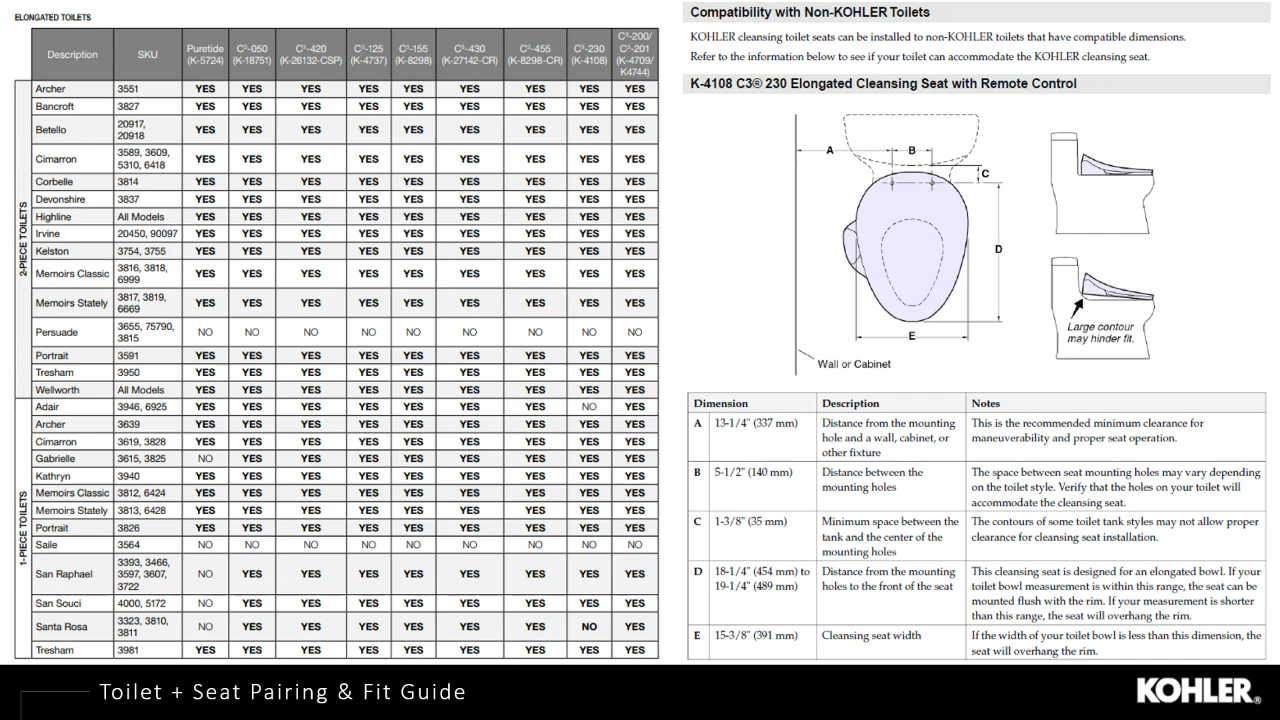 ELONGATED TOILETS
Description SKU Puretide (K-5724) C³-050 (K-18751) C³-420 (K-26132-CSP) C³-125 (K-4737) C³-155 (K-8298) C³-430 (K-27142-CR) C³-455 (K-8298-CR) C³-230 (K-4108) C³-200/ C³-201 (K-4709/ K4744)
2-PIECE TOILETS
Archer 3551 YES YES YES YES YES YES YES YES YES
Bancroft 3827 YES YES YES YES YES YES YES YES YES
Betello 20917, 20918 YES YES YES YES YES YES YES YES YES
Cimarron 3589, 3609, 5310, 6418 YES YES YES YES YES YES YES YES YES
Corbelle 3814 YES YES YES YES YES YES YES YES YES
Devonshire 3837 YES YES YES YES YES YES YES YES YES
Highline All Models YES YES YES YES YES YES YES YES YES
Irvine 20450, 90097 YES YES YES YES YES YES YES YES YES
Kelston 3754, 3755 YES YES YES YES YES YES YES YES YES
Memoirs Classic 3816, 3818, 6999 YES YES YES YES YES YES YES YES YES
Memoirs Stately 3817, 3819, 6669 YES YES YES YES YES YES YES YES YES
Persuade 3655, 75790, 3815 NO NO NO NO NO NO NO NO NO
Portrait 3591 YES YES YES YES YES YES YES YES YES
Tresham 3950 YES YES YES YES YES YES YES YES YES
Wellworth All Models YES YES YES YES YES YES YES YES YES
1-PIECE TOILETS
Adair 3946, 6925 YES YES YES YES YES YES YES NO YES
Archer 3639 YES YES YES YES YES YES YES YES YES
Cimarron 3619, 3828 YES YES YES YES YES YES YES YES YES
Gabrielle 3615, 3825 NO YES YES YES YES YES YES YES YES
Kathryn 3940 YES YES YES YES YES YES YES YES YES
Memoirs Classic 3812, 6424 YES YES YES YES YES YES YES YES YES
Memoirs Stately 3813, 6428 YES YES YES YES YES YES YES YES YES
Portrait 3826 YES YES YES YES YES YES YES YES YES
Saile 3564 NO NO NO NO NO NO NO NO NO
San Raphael 3393, 3466, 3597, 3607, 3722 NO YES YES YES YES YES YES YES YES
San Souci 4000, 5172 NO YES YES YES YES YES YES YES YES
Santa Rosa 3323, 3810, 3811 NO YES YES YES YES YES YES NO YES
Tresham 3981 YES YES YES YES YES YES YES YES YES
Compatibility with Non-KOHLER Toilets
KOHLER cleansing toilet seats can be installed to non-KOHLER toilets that have compatible dimensions.
Refer to the information below to see if your toilet can accommodate the KOHLER cleansing seat.
K-4108 C3® 230 Elongated Cleansing Seat with Remote Control
A
B
C
D
E
Wall or Cabinet
Large contour
may hinder fit.
Dimension Description Notes
A 13-1/4" (337 mm) Distance from the mounting hole and a wall, cabinet, or other fixture This is the recommended minimum clearance for maneuverability and proper seat operation.
B 5-1/2" (140 mm) Distance between the mounting holes The space between seat mounting holes may vary depending on the toilet style. Verify that the holes on your toilet will accommodate the cleansing seat.
C 1-3/8" (35 mm) Minimum space between the tank and the center of the mounting holes The contours of some toilet tank styles may not allow proper clearance for cleansing seat installation.
D 18-1/4" (454 mm) to 19-1/4" (489 mm) Distance from the mounting holes to the front of the seat This cleansing seat is designed for an elongated bowl. If your toilet bowl measurement is within this range, the seat can be mounted flush with the rim. If your measurement is shorter than this range, the seat will overhang the rim.
E 15-3/8" (391 mm) Cleansing seat width If the width of your toilet bowl is less than this dimension, the seat will overhang the rim.
Toilet + Seat Pairing & Fit Guide
KOHLER®